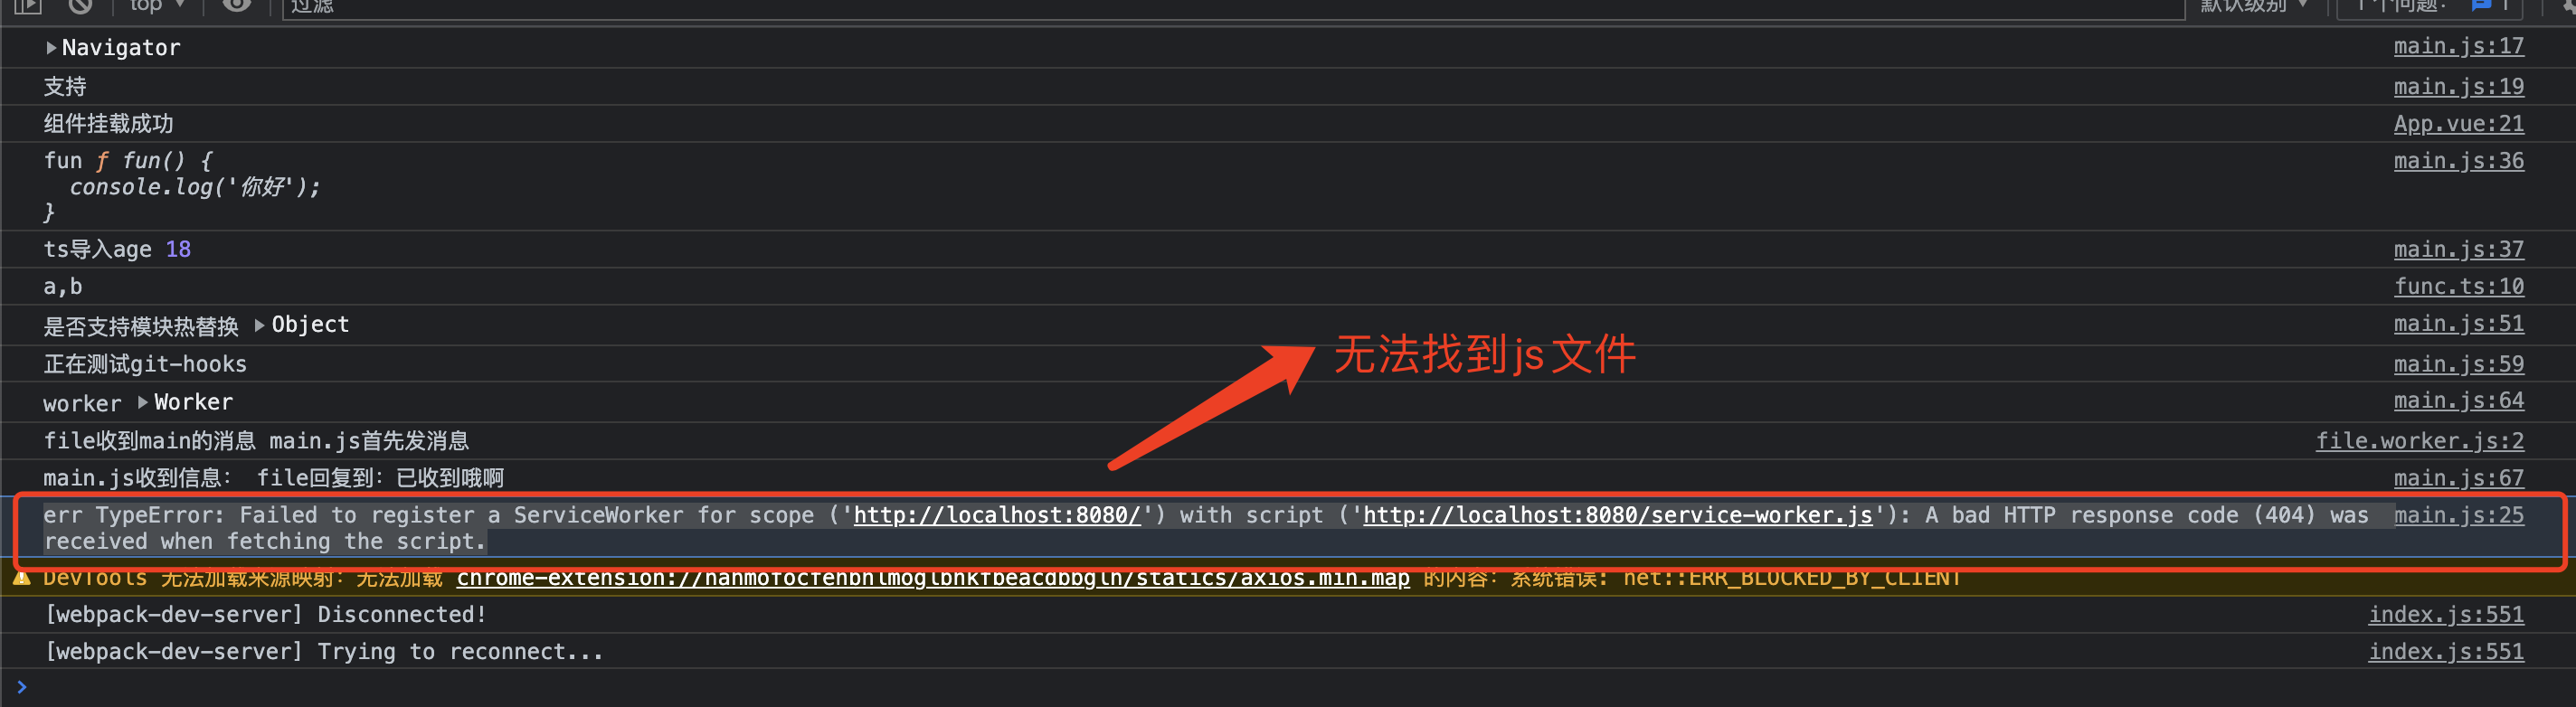 top 过滤 默认级别 1 个问题: 1
Navigator main.js:17
支持 main.js:19
组件挂载成功 App.vue:21
fun ƒ fun() { main.js:36
console.log('你好');
}
ts导入age 18 main.js:37
a,b func.ts:10
是否支持模块热替换 Object main.js:51
无法找到js文件
正在测试git-hooks main.js:59
worker Worker main.js:64
file收到main的消息 main.js首先发消息 file.worker.js:2
main.js收到信息: file回复到: 已收到哦啊 main.js:67
err TypeError: Failed to register a ServiceWorker for scope ('http://localhost:8080/') with script ('http://localhost:8080/service-worker.js'): A bad HTTP response code (404) was main.js:25
received when fetching the script.
DevTools 无法加载来源映射: 无法加载 的内容: 系统错误: net::ERR_BLOCKED_BY_CLIENT
[webpack-dev-server] Disconnected! index.js:551
[webpack-dev-server] Trying to reconnect... index.js:551